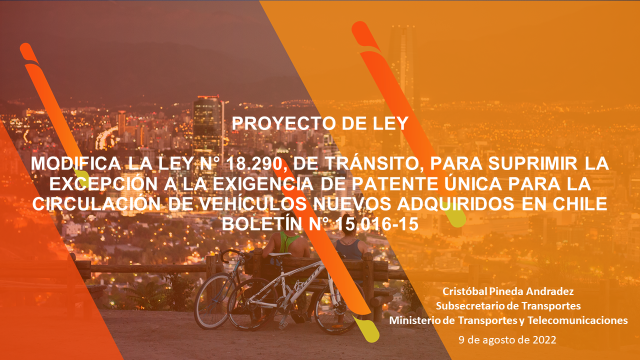 PROYECTO DE LEY
MODIFICA LA LEY N° 18.290, DE TRÁNSITO, PARA SUPRIMIR LA
EXCEPCIÓN A LA EXIGENCIA DE PATENTE ÚNICA PARA LA
CIRCULACIÓN DE VEHÍCULOS NUEVOS ADQUIRIDOS EN CHILE
BOLETÍN N° 15.016-15
Cristóbal Pineda Andradez
Subsecretario de Transportes
Ministerio de Transportes y Telecomunicaciones
9 de agosto de 2022